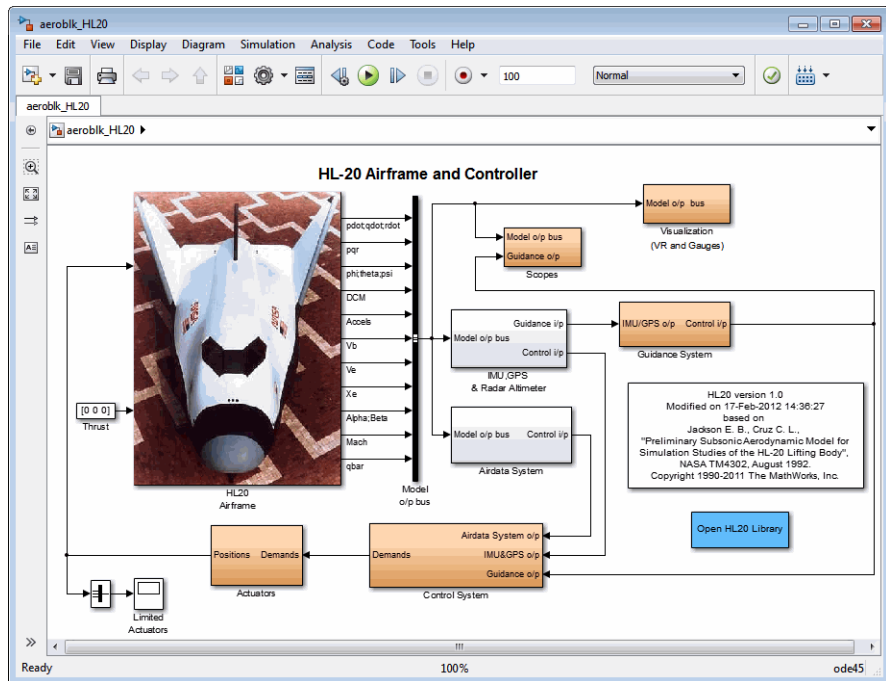 aeroblk_HL20
File Edit View Display Diagram Simulation Analysis Code Tools Help
100
Normal
aeroblk_HL20
aeroblk_HL20
HL-20 Airframe and Controller
pdot;qdot;rdot
pqr
phi;theta;psi
DCM
Accels
Vb
Ve
Xe
Alpha;Beta
Mach
qbar
[0 0 0]
Thrust
HL20
Airframe
Model
o/p bus
Model o/p bus
Visualization
(VR and Gauges)
Model o/p bus
Guidance o/p
Scopes
Guidance i/p
Model o/p bus
Control i/p
IMU,GPS
& Radar Altimeter
IMU/GPS o/p Control i/p
Guidance System
Model o/p bus Control i/p
Airdata System
HL20 version 1.0
Modified on 17-Feb-2012 14:36:27
based on
Jackson E. B., Cruz C. L.,
"Preliminary Subsonic Aerodynamic Model for
Simulation Studies of the HL-20 Lifting Body",
NASA TM4302, August 1992.
Copyright 1990-2011 The MathWorks, Inc.
Open HL20 Library
Airdata System o/p
Demands IMU&GPS o/p
Guidance o/p
Control System
Positions Demands
Actuators
Limited
Actuators
Ready 100% ode45